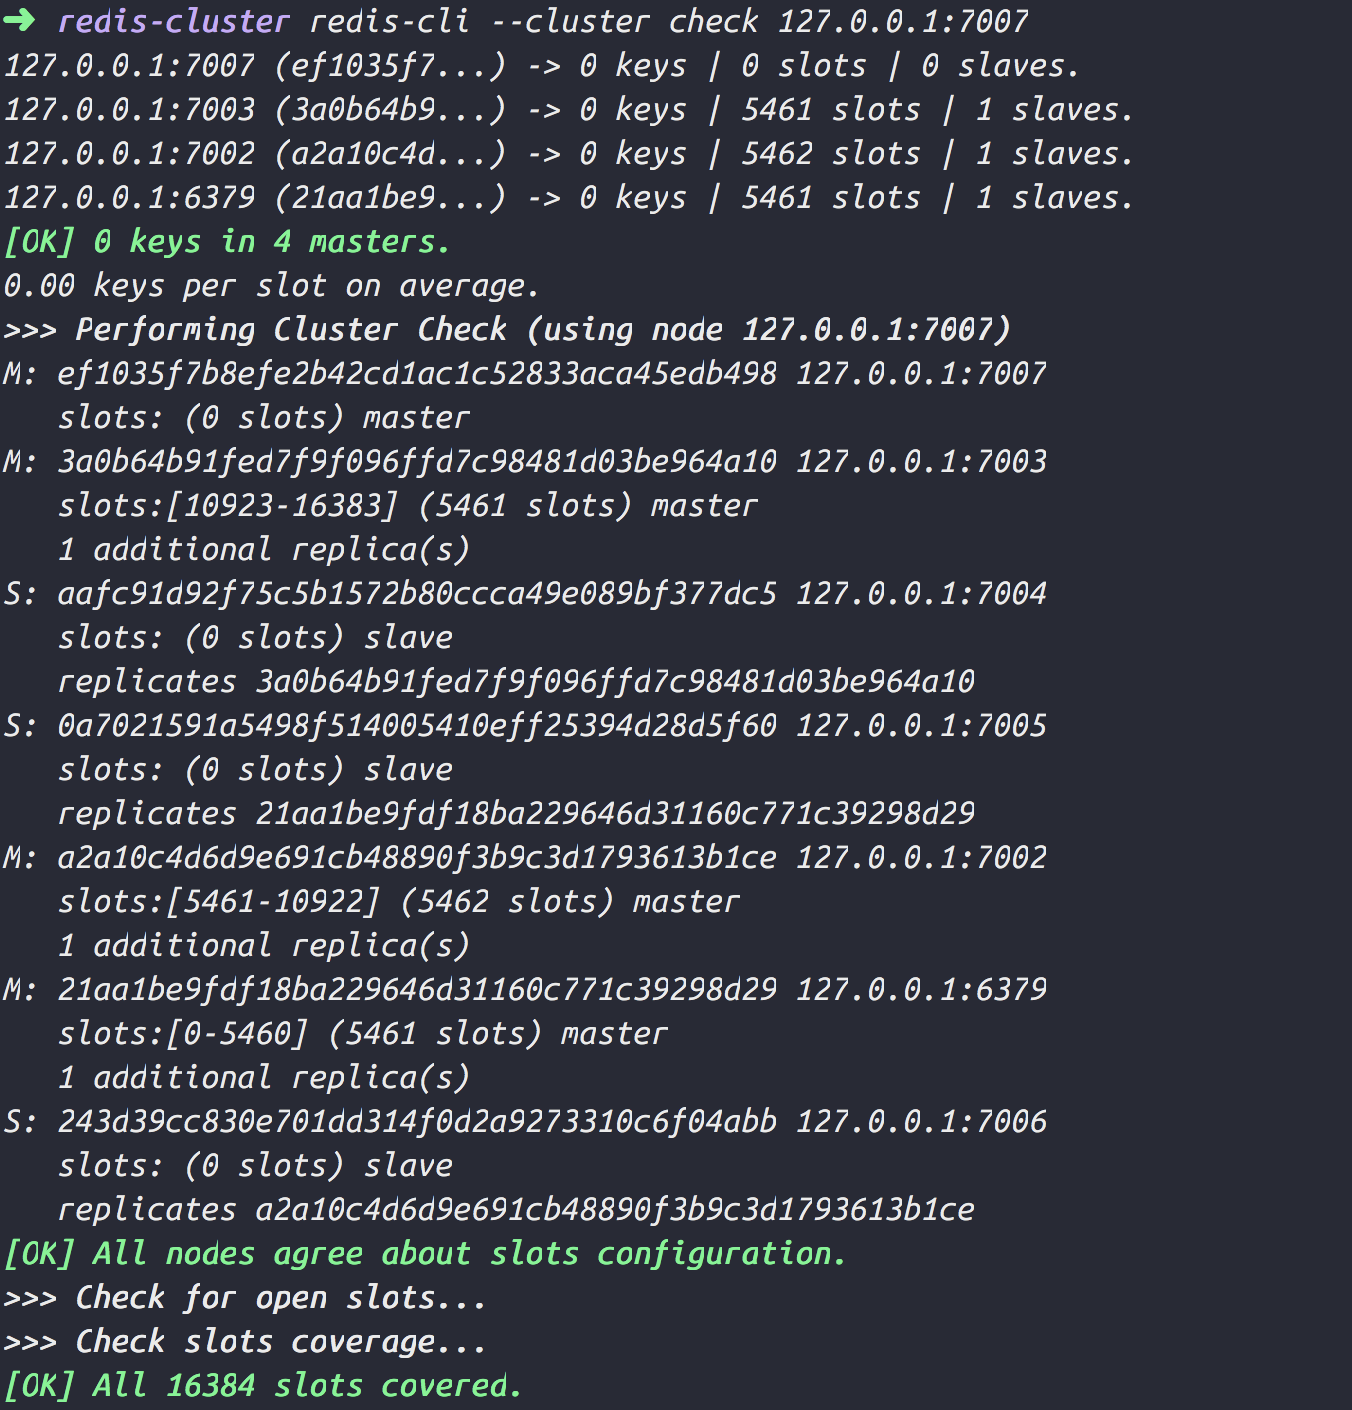 ➜ redis-cluster redis-cli --cluster check 127.0.0.1:7007
127.0.0.1:7007 (ef1035f7...) -> 0 keys | 0 slots | 0 slaves.
127.0.0.1:7003 (3a0b64b9...) -> 0 keys | 5461 slots | 1 slaves.
127.0.0.1:7002 (a2a10c4d...) -> 0 keys | 5462 slots | 1 slaves.
127.0.0.1:6379 (21aa1be9...) -> 0 keys | 5461 slots | 1 slaves.
[OK] 0 keys in 4 masters.
0.00 keys per slot on average.
>>> Performing Cluster Check (using node 127.0.0.1:7007)
M: ef1035f7b8efe2b42cd1ac1c52833aca45edb498 127.0.0.1:7007
   slots: (0 slots) master
M: 3a0b64b91fed7f9f096ffd7c98481d03be964a10 127.0.0.1:7003
   slots:[10923-16383] (5461 slots) master
   1 additional replica(s)
S: aafc91d92f75c5b1572b80ccca49e089bf377dc5 127.0.0.1:7004
   slots: (0 slots) slave
   replicates 3a0b64b91fed7f9f096ffd7c98481d03be964a10
S: 0a7021591a5498f514005410eff25394d28d5f60 127.0.0.1:7005
   slots: (0 slots) slave
   replicates 21aa1be9fdf18ba229646d31160c771c39298d29
M: a2a10c4d6d9e691cb48890f3b9c3d1793613b1ce 127.0.0.1:7002
   slots:[5461-10922] (5462 slots) master
   1 additional replica(s)
M: 21aa1be9fdf18ba229646d31160c771c39298d29 127.0.0.1:6379
   slots:[0-5460] (5461 slots) master
   1 additional replica(s)
S: 243d39cc830e701dd314f0d2a9273310c6f04abb 127.0.0.1:7006
   slots: (0 slots) slave
   replicates a2a10c4d6d9e691cb48890f3b9c3d1793613b1ce
[OK] All nodes agree about slots configuration.
>>> Check for open slots...
>>> Check slots coverage...
[OK] All 16384 slots covered.